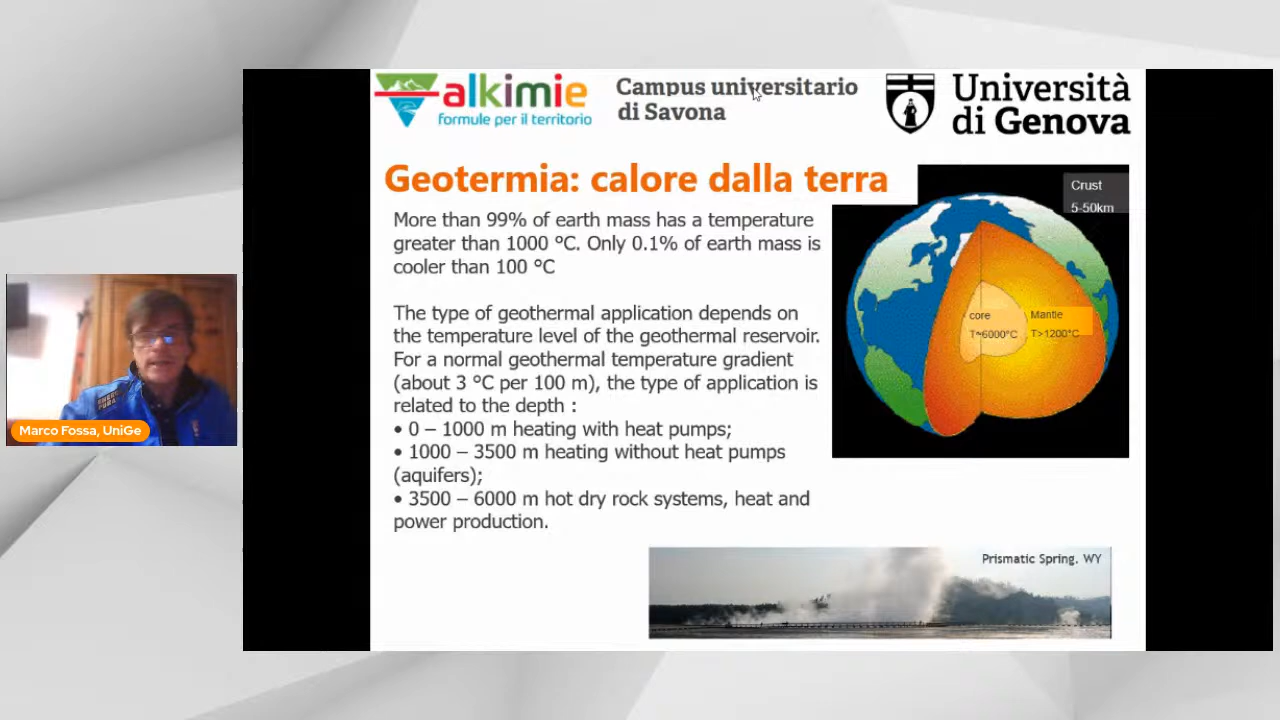 alkimie
formule per il territorio
Campus universitario
di Savona
Università
di Genova
Geotermia: calore dalla terra
More than 99% of earth mass has a temperature
greater than 1000 °C. Only 0.1% of earth mass is
cooler than 100 °C
The type of geothermal application depends on
the temperature level of the geothermal reservoir.
For a normal geothermal temperature gradient
(about 3 °C per 100 m), the type of application is
related to the depth :
• 0 – 1000 m heating with heat pumps;
• 1000 – 3500 m heating without heat pumps
(aquifers);
• 3500 – 6000 m hot dry rock systems, heat and
power production.
Crust
5-50km
core
T~6000°C
Mantle
T>1200°C
Prismatic Spring, WY
Marco Fossa, UniGe